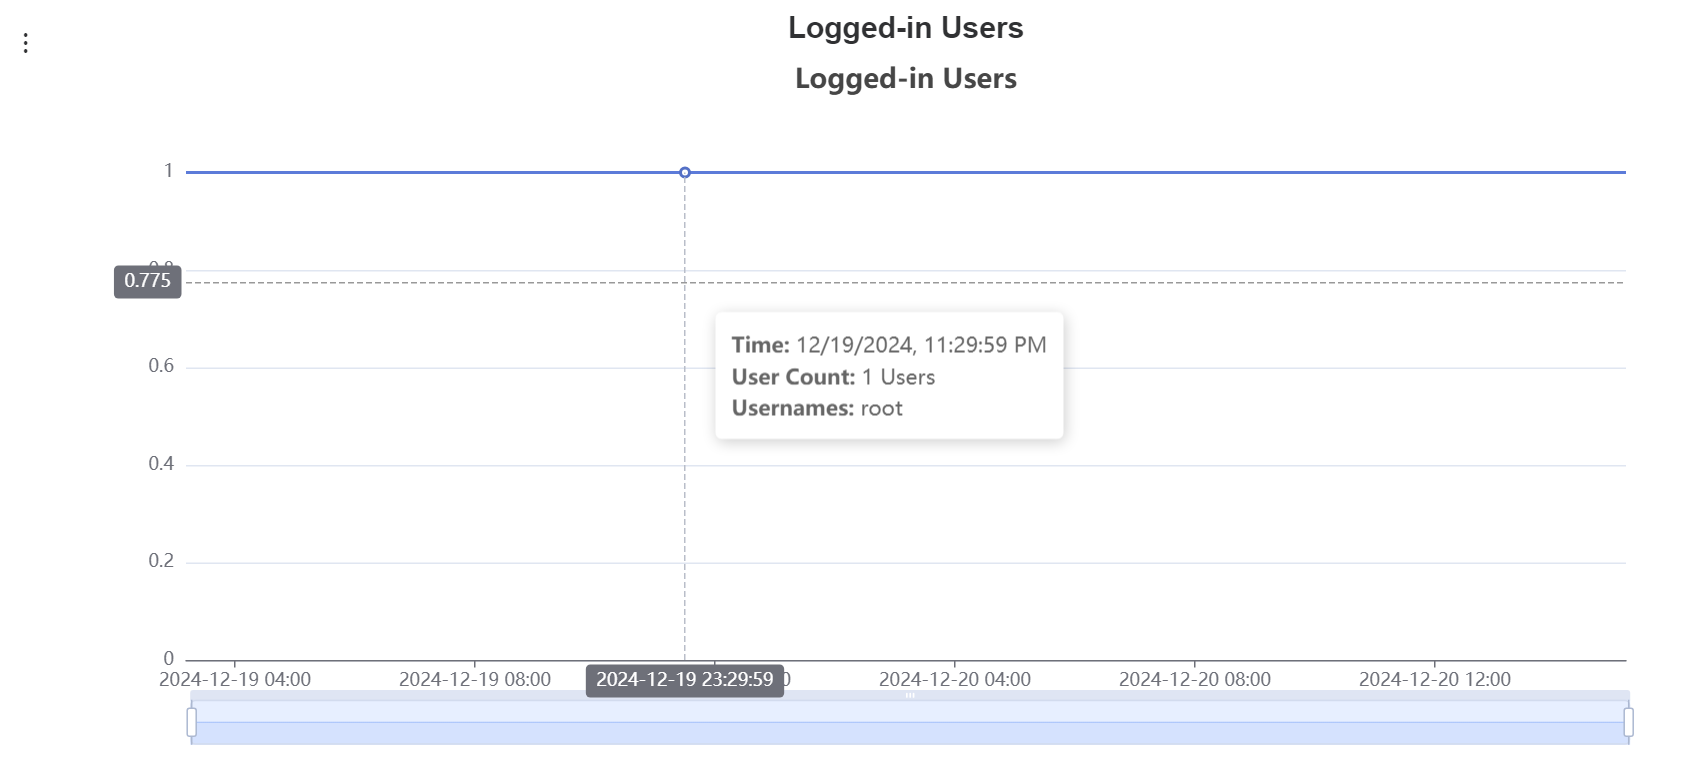 Logged-in Users
Logged-in Users
1
0.775
Time: 12/19/2024, 11:29:59 PM
User Count: 1 Users
Usernames: root
0.6
0.4
0.2
0
2024-12-19 04:00
2024-12-19 08:00
2024-12-19 23:29:59
2024-12-20 04:00
2024-12-20 08:00
2024-12-20 12:00